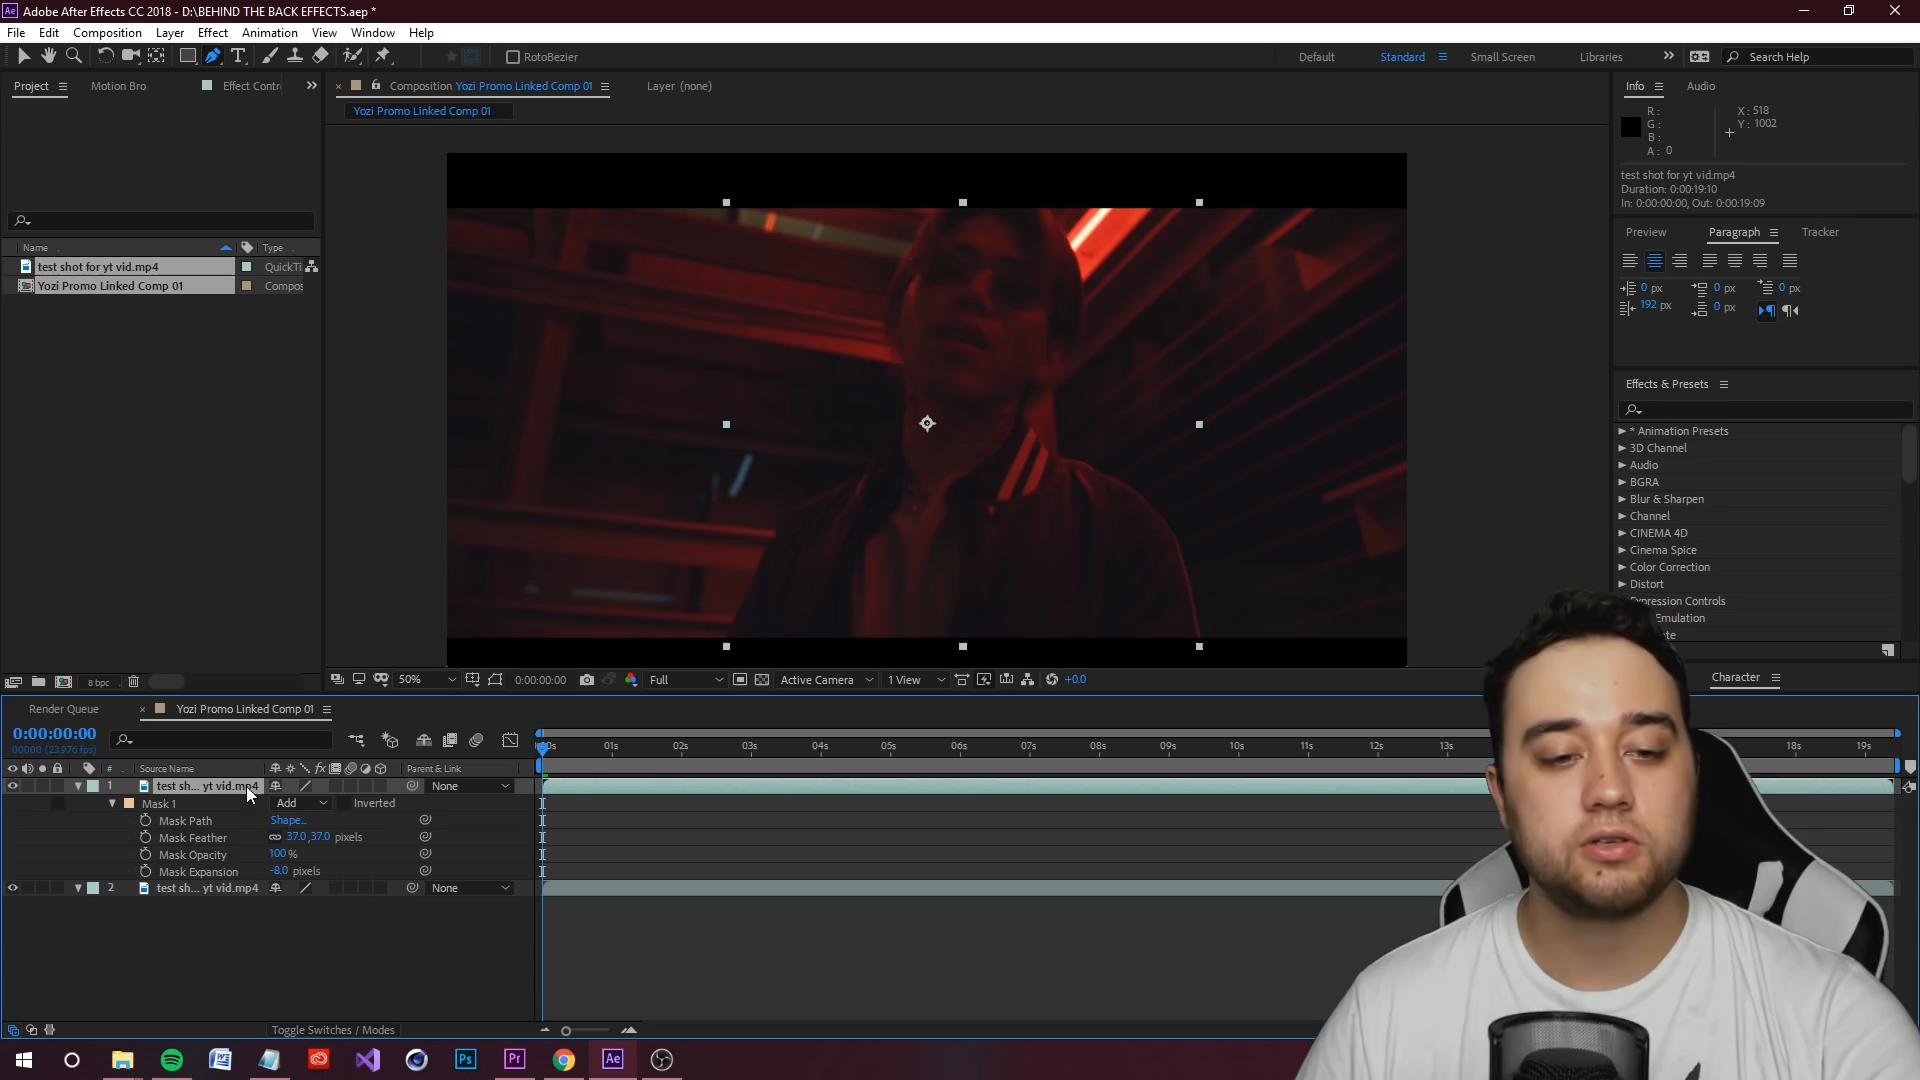 Adobe After Effects CC 2018 - D:\BEHIND THE BACK EFFECTS.aep *
File Edit Composition Layer Effect Animation View Window Help
RotoBezier
Default Standard Small Screen Libraries Search Help
Project Motion Bro Effect Contr
Composition Yozi Promo Linked Comp 01 Layer (none)
Yozi Promo Linked Comp 01
Info Audio
R:
G:
B:
A: 0
X: 518
Y: 1002
test shot for yt vid.mp4
Duration: 0:00:19:10
In: 0:00:00:00, Out: 0:00:19:09
Name Type
test shot for yt vid.mp4 QuickTi
Yozi Promo Linked Comp 01 Compos
Preview Paragraph Tracker
0 px 0 px 0 px
192 px 0 px
Effects & Presets
* Animation Presets
3D Channel
Audio
BGRA
Blur & Sharpen
Channel
CINEMA 4D
Cinema Spice
Color Correction
Distort
Expression Controls
Emulation
Character
8 bpc
50% 0:00:00:00 Full Active Camera 1 View +0.0
Render Queue Yozi Promo Linked Comp 01
0:00:00:00
00000 (23.976 fps)
01s 02s 03s 04s 05s 06s 07s 08s 09s 10s 11s 12s 13s 18s 19s
# Source Name fx Parent & Link
1 test sh... yt vid.mp4 None
Mask 1 Add Inverted
Mask Path Shape...
Mask Feather 37.0,37.0 pixels
Mask Opacity 100 %
Mask Expansion -8.0 pixels
2 test sh... yt vid.mp4 None
Toggle Switches / Modes
Ps Pr Ae